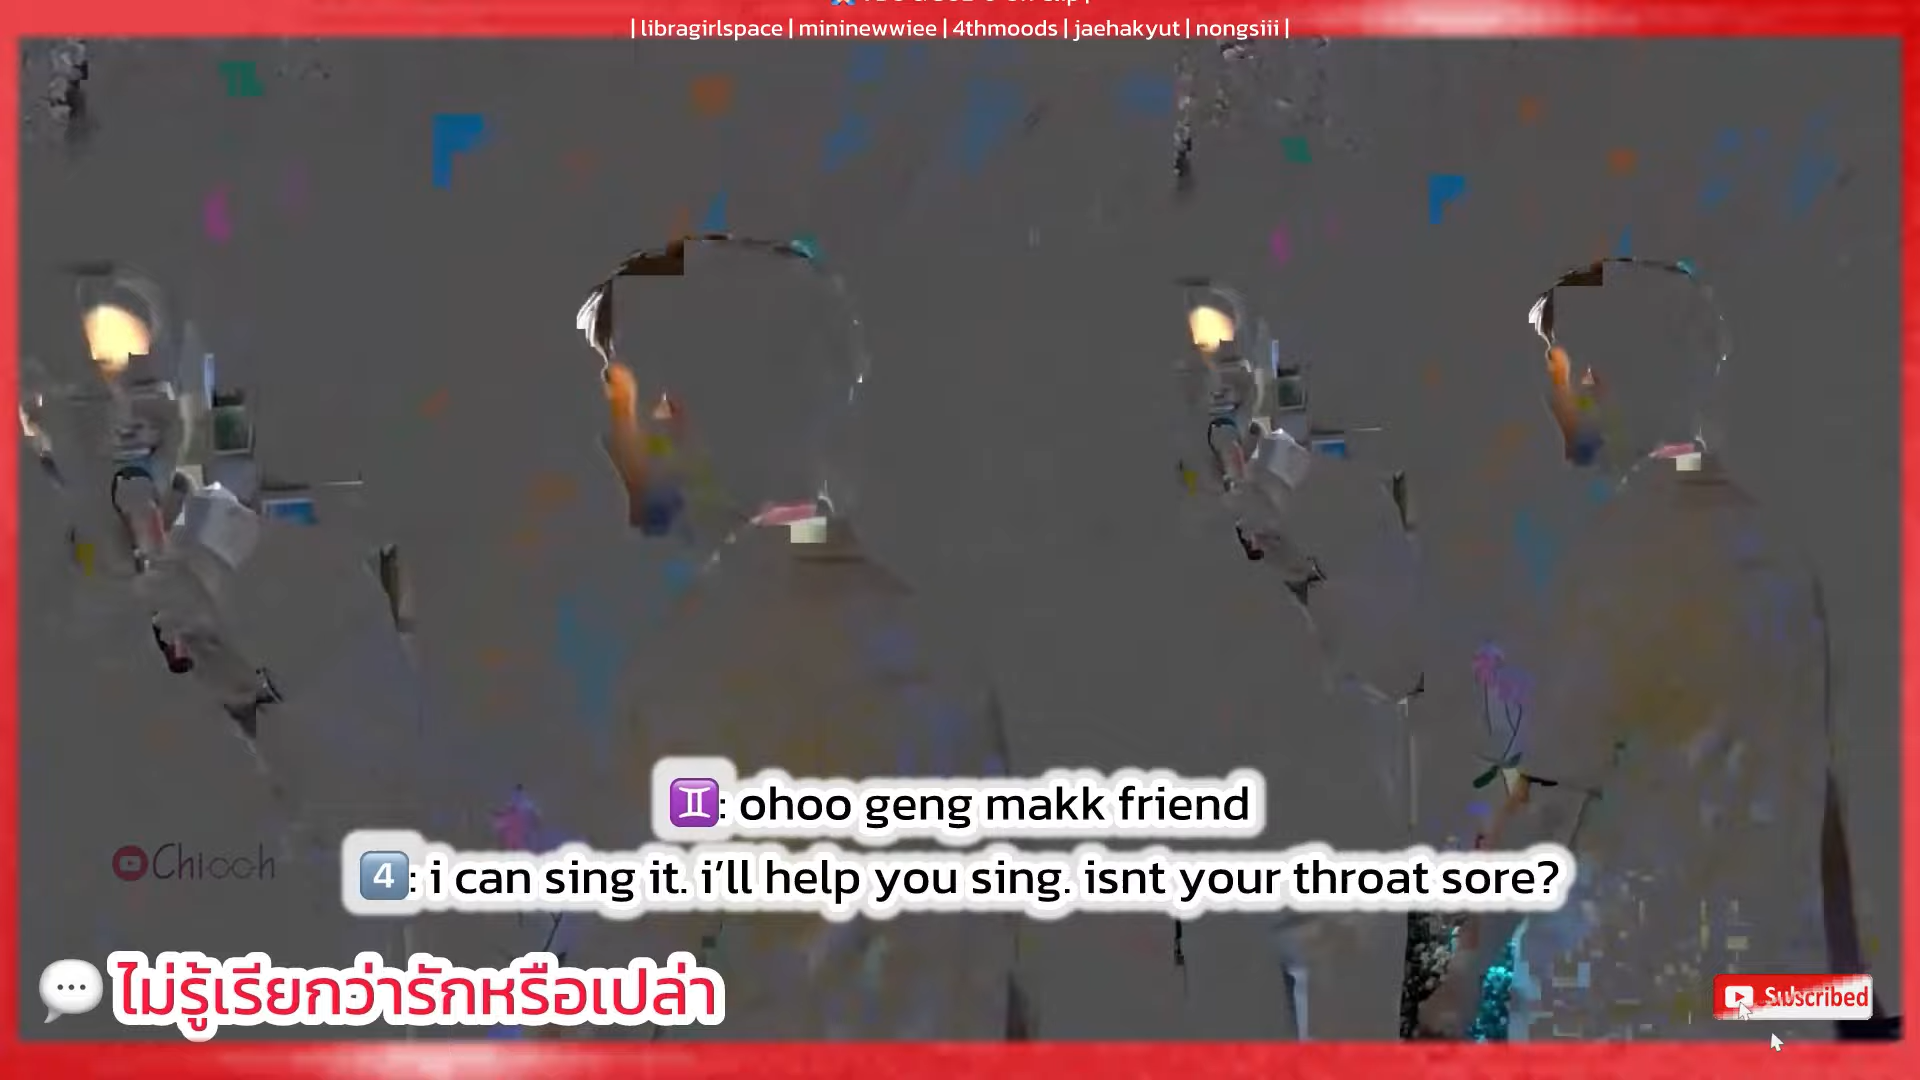 | libragirlspace | mininewwiee | 4thmoods | jaehakyut | nongsiii |
♊: ohoo geng makk friend
4️⃣: i can sing it. i’ll help you sing. isnt your throat sore?
Chiooh
💬ไม่รู้เรียกว่ารักหรือเปล่า
Subscribed